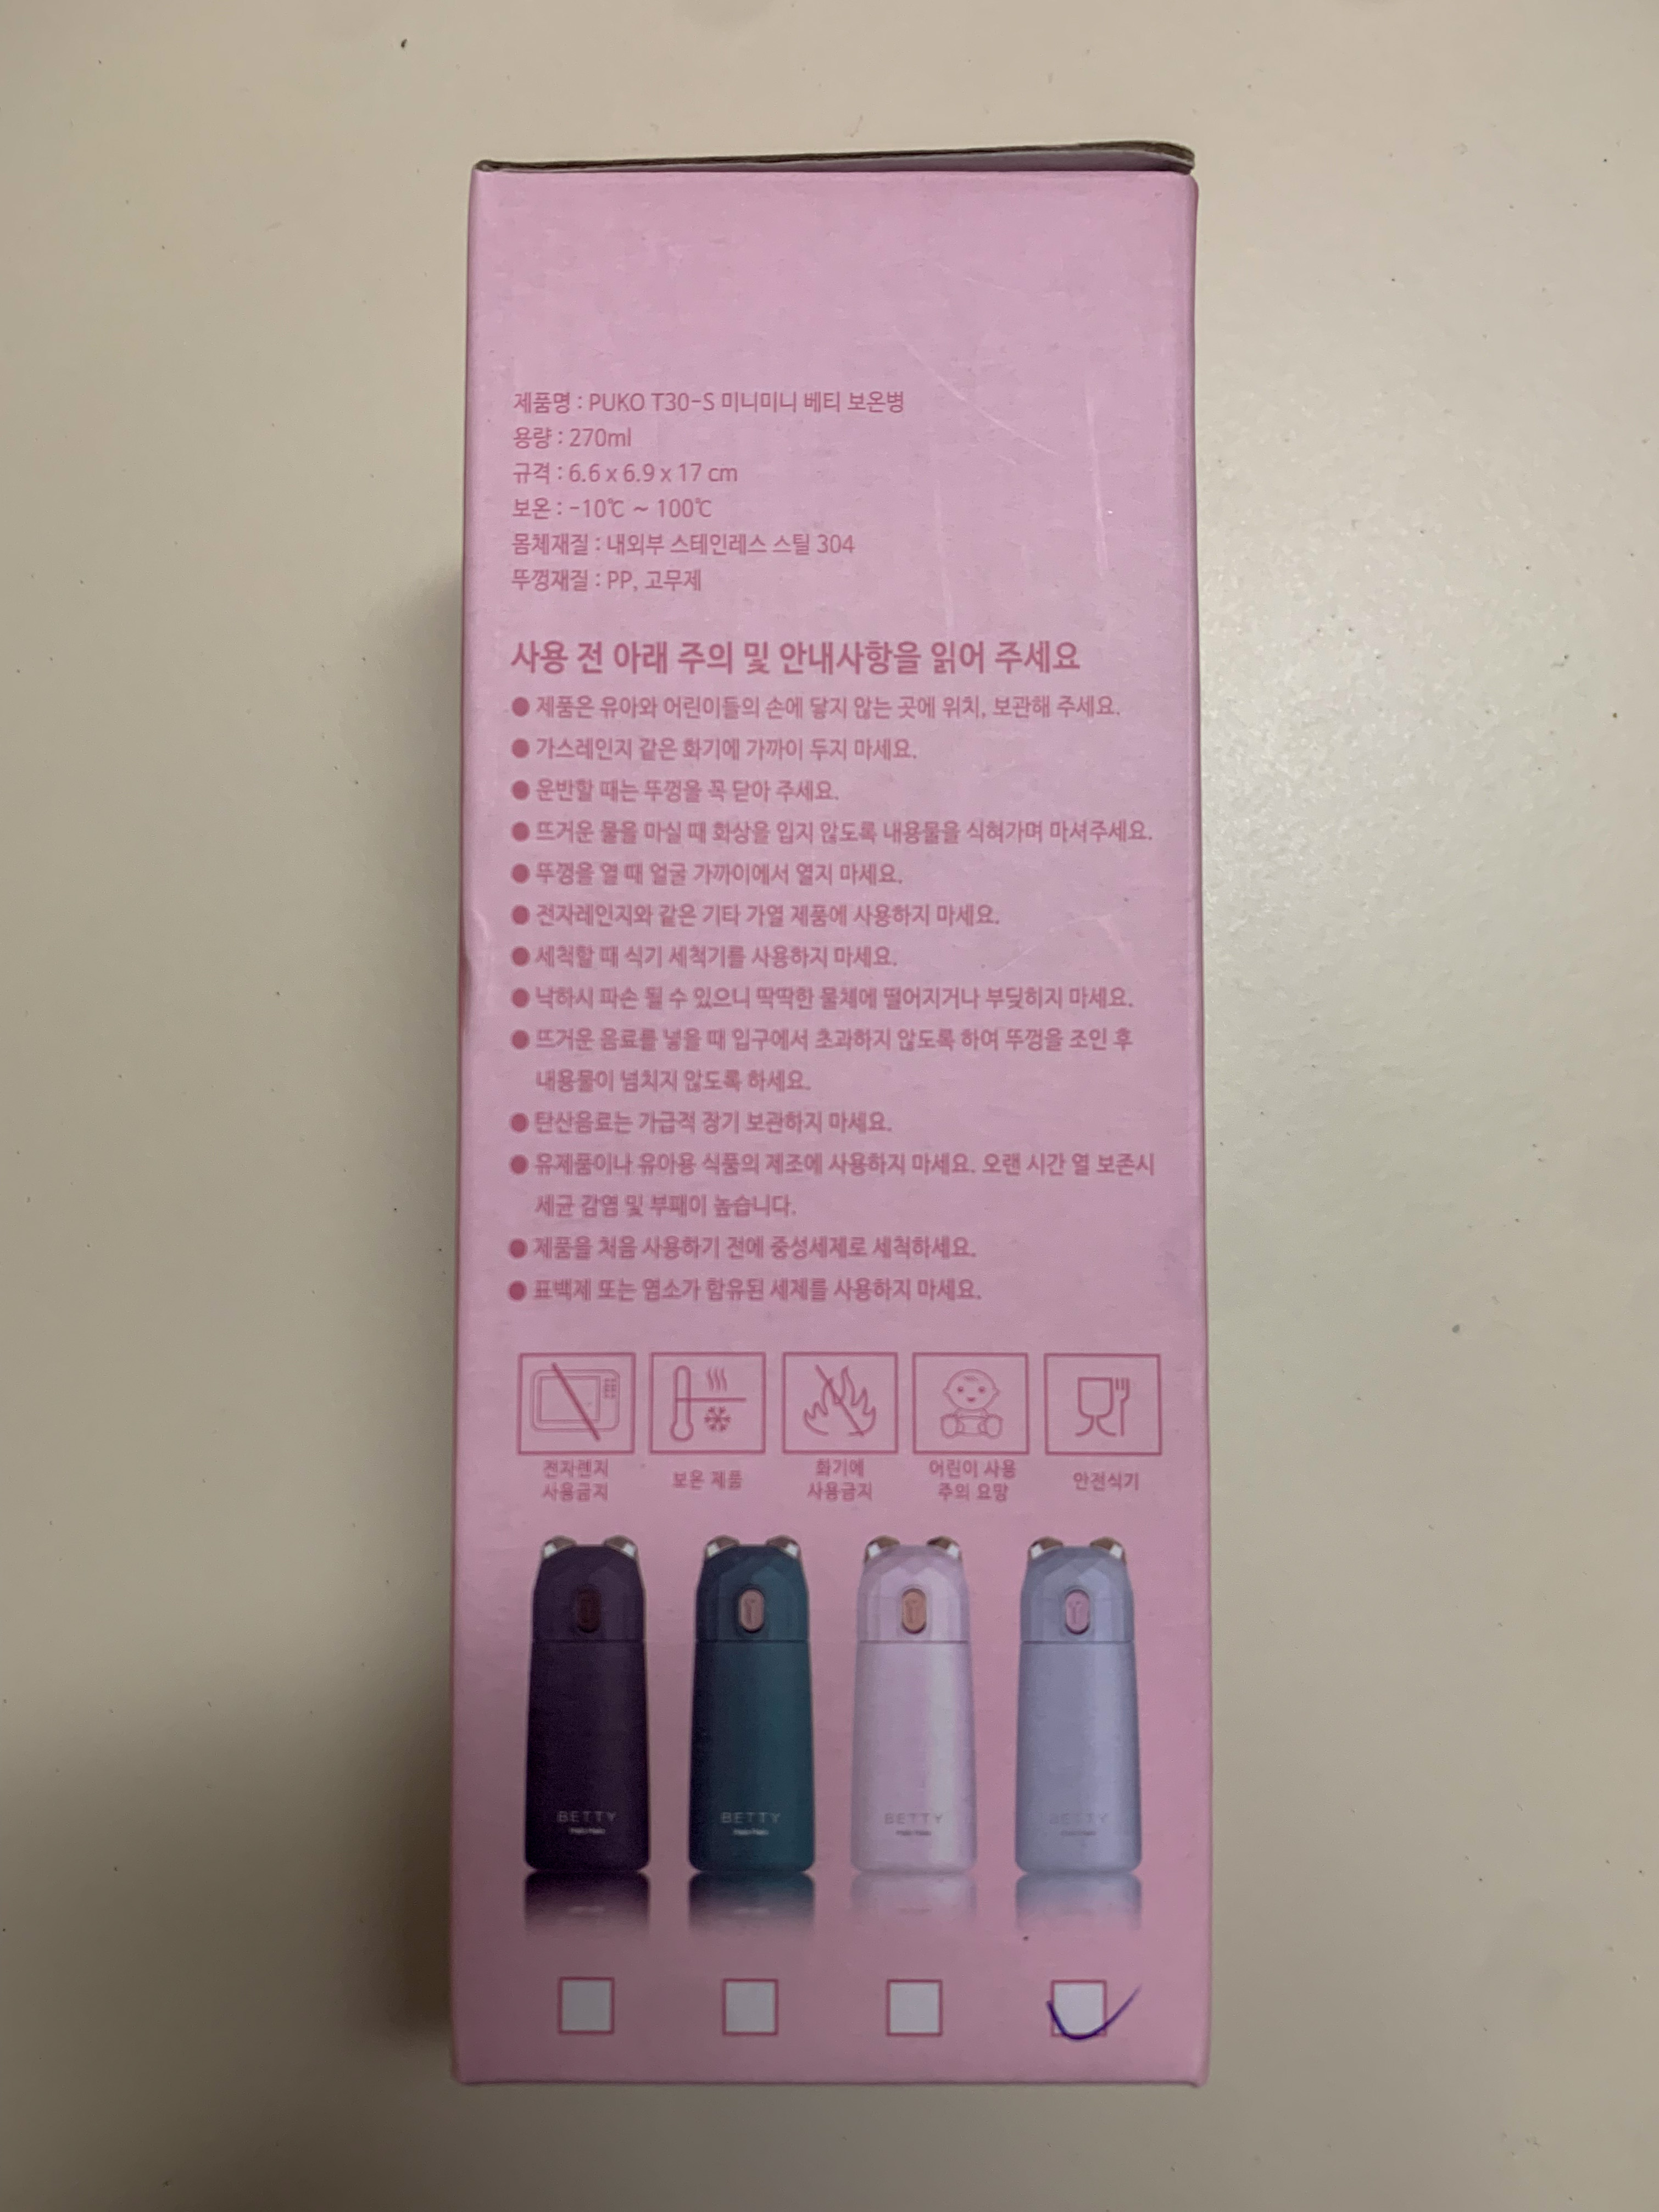 제품명 : PUKO T30-S 미니미니 베티 보온병
용량 : 270ml
규격 : 6.6 x 6.9 x 17 cm
보온 : -10℃ ~ 100℃
몸체재질 : 내외부 스테인레스 스틸 304
뚜껑재질 : PP, 고무제
사용 전 아래 주의 및 안내사항을 읽어 주세요
● 제품은 유아와 어린이들의 손에 닿지 않는 곳에 위치, 보관해 주세요.
● 가스레인지 같은 화기에 가까이 두지 마세요.
● 운반할 때는 뚜껑을 꼭 닫아 주세요.
● 뜨거운 물을 마실 때 화상을 입지 않도록 내용물을 식혀가며 마셔주세요.
● 뚜껑을 열 때 얼굴 가까이에서 열지 마세요.
● 전자레인지와 같은 기타 가열 제품에 사용하지 마세요.
● 세척할 때 식기 세척기를 사용하지 마세요.
● 낙하시 파손 될 수 있으니 딱딱한 물체에 떨어지거나 부딪히지 마세요.
● 뜨거운 음료를 넣을 때 입구에서 초과하지 않도록 하여 뚜껑을 조인 후
내용물이 넘치지 않도록 하세요.
● 탄산음료는 가급적 장기 보관하지 마세요.
● 유제품이나 유아용 식품의 제조에 사용하지 마세요. 오랜 시간 열 보존시
세균 감염 및 부패이 높습니다.
● 제품을 처음 사용하기 전에 중성세제로 세척하세요.
● 표백제 또는 염소가 함유된 세제를 사용하지 마세요.
전자렌지
사용금지
보온 제품
화기에
사용금지
어린이 사용
주의 요망
안전식기
BETTY
BETTY
BETTY
BETTY